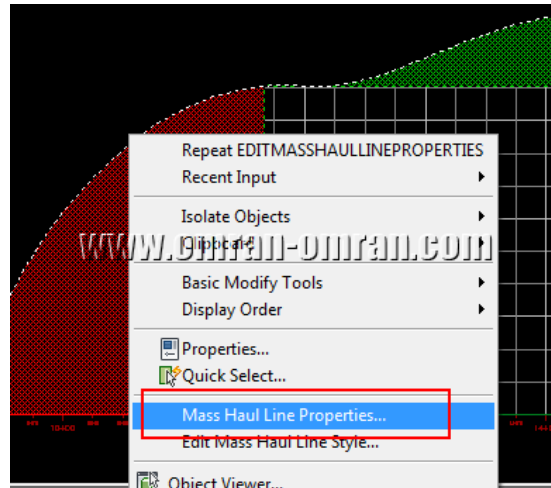 Repeat EDITMASSHAULLINEPROPERTIES
Recent Input
Isolate Objects
Clipboard
www.omran-omran.com
Basic Modify Tools
Display Order
Properties...
Quick Select...
Mass Haul Line Properties...
Edit Mass Haul Line Style...
Object Viewer...